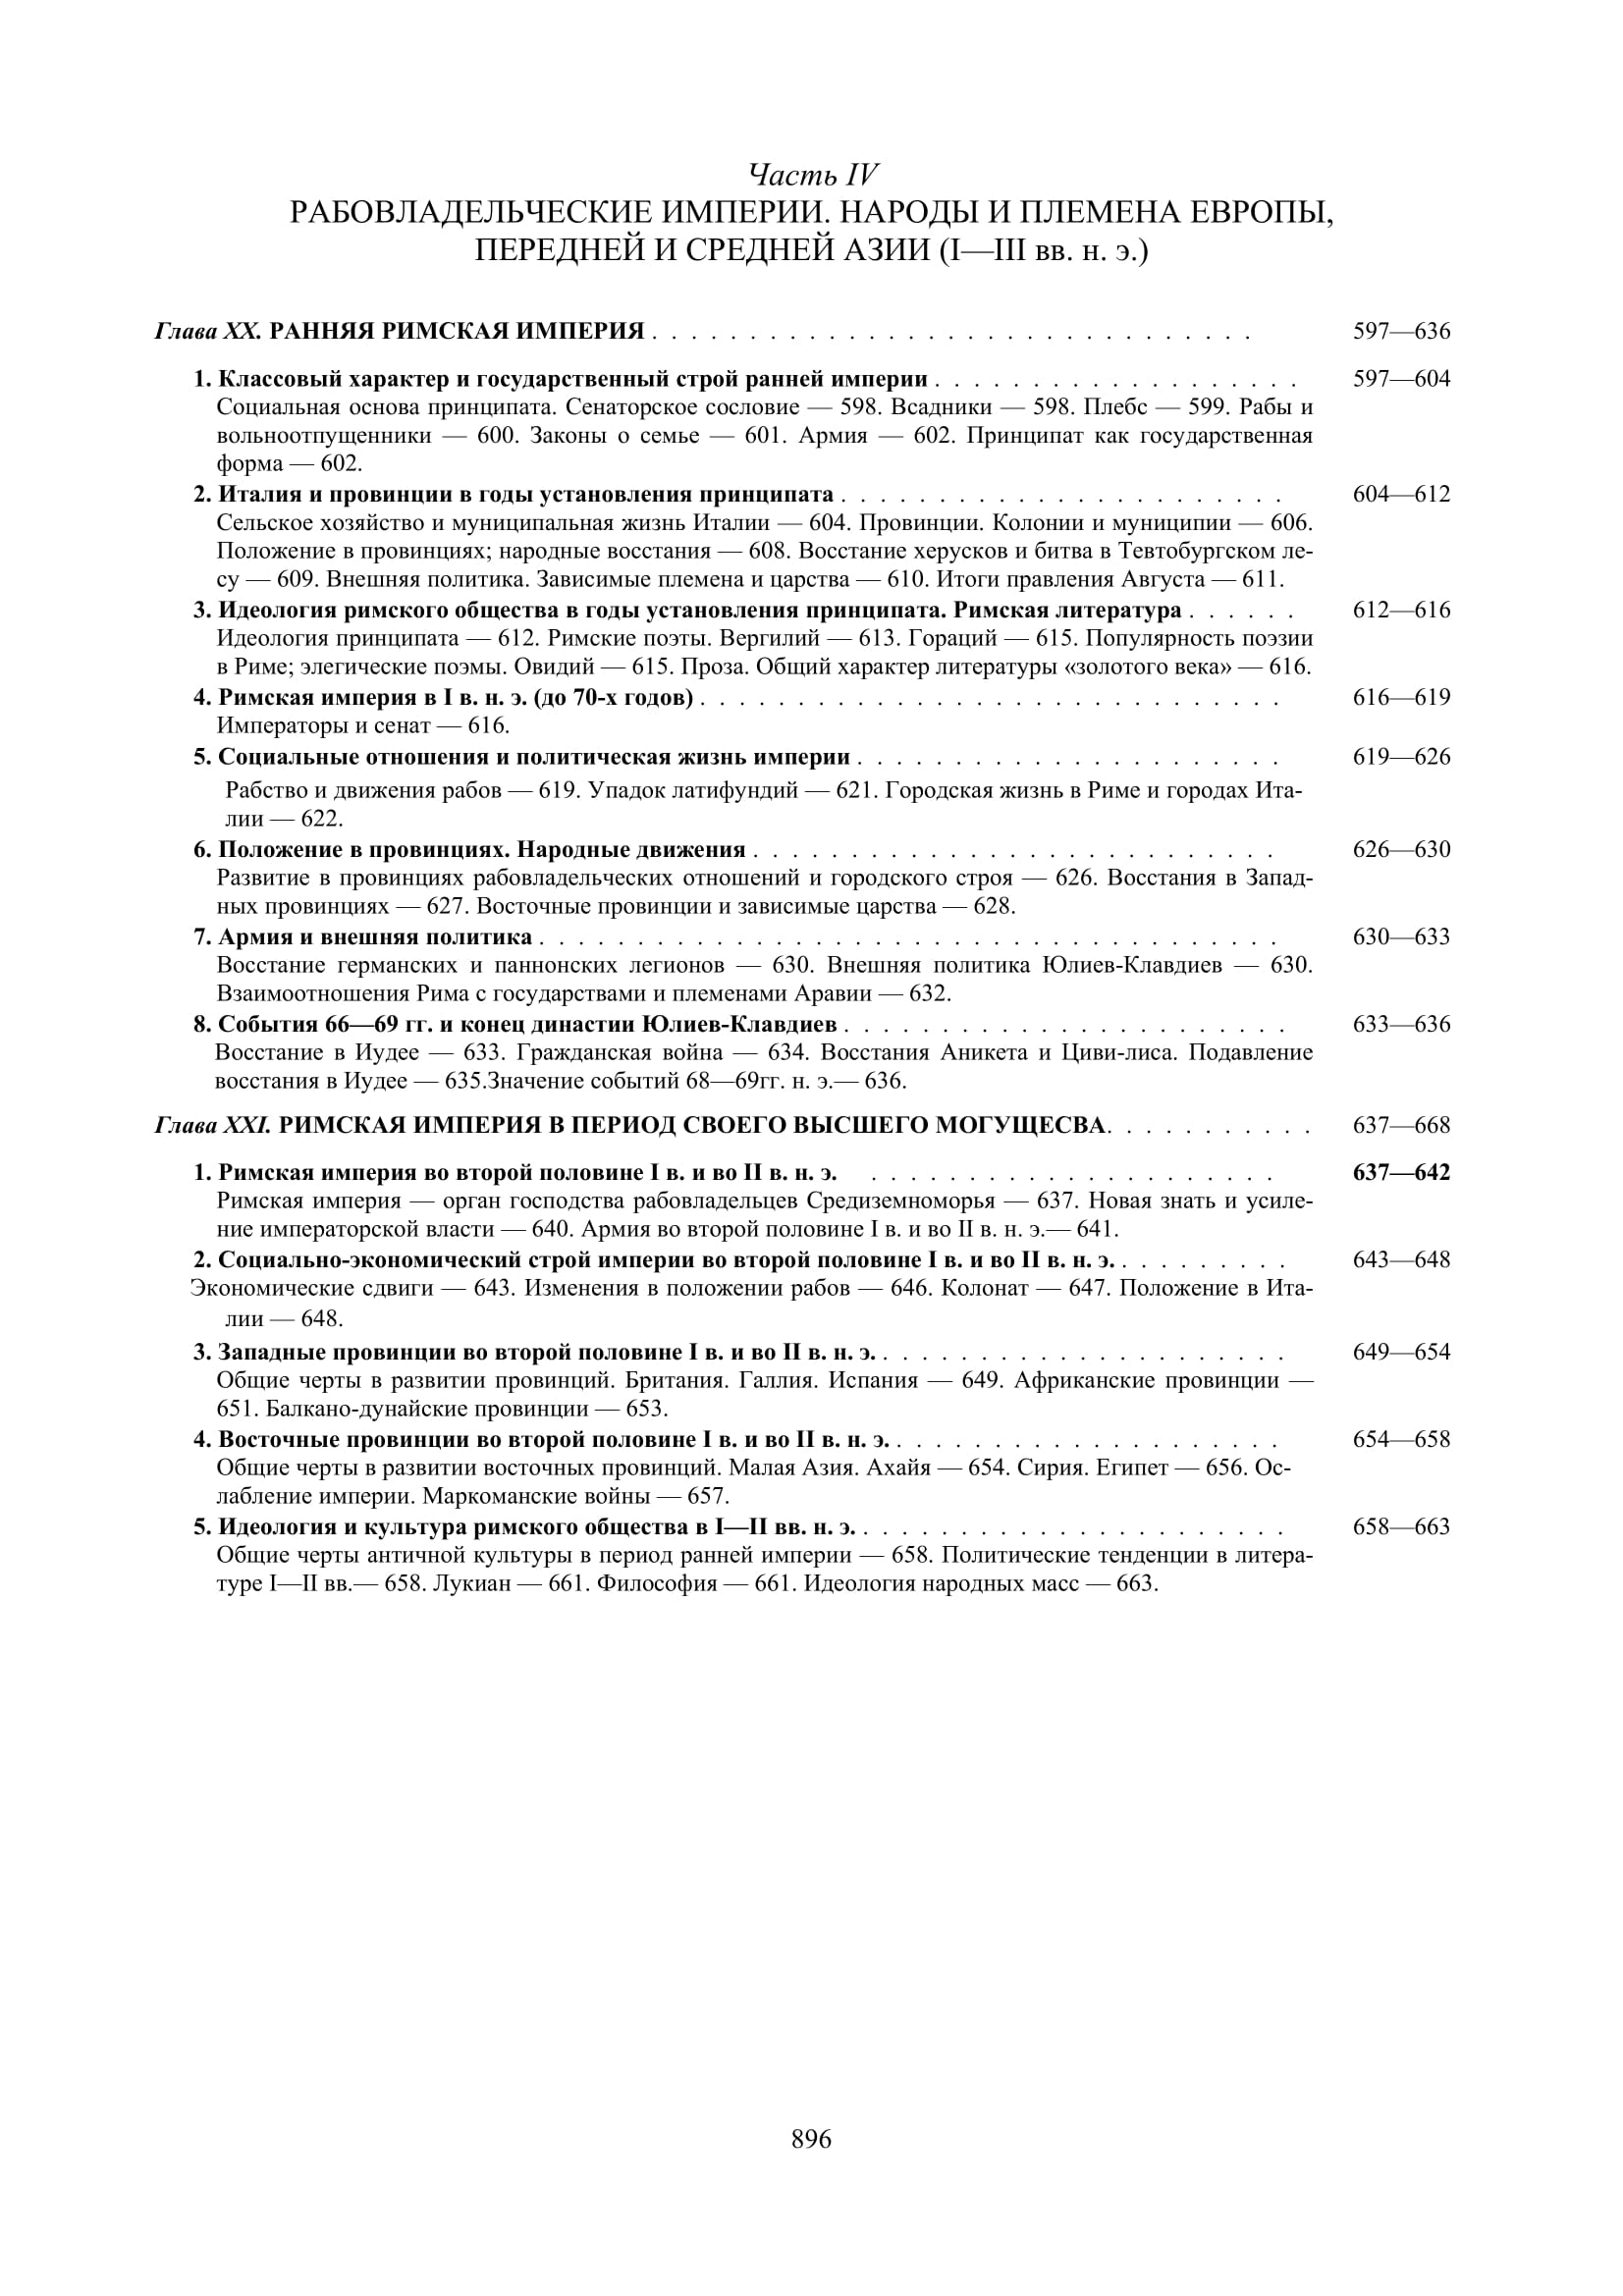 Часть IV
РАБОВЛАДЕЛЬЧЕСКИЕ ИМПЕРИИ. НАРОДЫ И ПЛЕМЕНА ЕВРОПЫ,
ПЕРЕДНЕЙ И СРЕДНЕЙ АЗИИ (I—III вв. н. э.)
Глава XX. РАННЯЯ РИМСКАЯ ИМПЕРИЯ . . . . . . . . . . . . . . . . . . . . . . . . . . . . . . . 597—636
1. Классовый характер и государственный строй ранней империи . . . . . . . . . . . . . . . . . . . 597—604
Социальная основа принципата. Сенаторское сословие — 598. Всадники — 598. Плебс — 599. Рабы и
вольноотпущенники — 600. Законы о семье — 601. Армия — 602. Принципат как государственная
форма — 602.
2. Италия и провинции в годы установления принципата . . . . . . . . . . . . . . . . . . . . . . . 604—612
Сельское хозяйство и муниципальная жизнь Италии — 604. Провинции. Колонии и муниципии — 606.
Положение в провинциях; народные восстания — 608. Восстание херусков и битва в Тевтобургском ле-
су — 609. Внешняя политика. Зависимые племена и царства — 610. Итоги правления Августа — 611.
3. Идеология римского общества в годы установления принципата. Римская литература . . . . . . 612—616
Идеология принципата — 612. Римские поэты. Вергилий — 613. Гораций — 615. Популярность поэзии
в Риме; элегические поэмы. Овидий — 615. Проза. Общий характер литературы «золотого века» — 616.
4. Римская империя в I в. н. э. (до 70-х годов) . . . . . . . . . . . . . . . . . . . . . . . . . . . . . . 616—619
Императоры и сенат — 616.
5. Социальные отношения и политическая жизнь империи . . . . . . . . . . . . . . . . . . . . . . 619—626
Рабство и движения рабов — 619. Упадок латифундий — 621. Городская жизнь в Риме и городах Ита-
лии — 622.
6. Положение в провинциях. Народные движения . . . . . . . . . . . . . . . . . . . . . . . . . . . 626—630
Развитие в провинциях рабовладельческих отношений и городского строя — 626. Восстания в Запад-
ных провинциях — 627. Восточные провинции и зависимые царства — 628.
7. Армия и внешняя политика . . . . . . . . . . . . . . . . . . . . . . . . . . . . . . . . . . . . . . 630—633
Восстание германских и паннонских легионов — 630. Внешняя политика Юлиев-Клавдиев — 630.
Взаимоотношения Рима с государствами и племенами Аравии — 632.
8. События 66—69 гг. и конец династии Юлиев-Клавдиев . . . . . . . . . . . . . . . . . . . . . . . 633—636
Восстание в Иудее — 633. Гражданская война — 634. Восстания Аникета и Циви-лиса. Подавление
восстания в Иудее — 635.Значение событий 68—69гг. н. э.— 636.
Глава XXI. РИМСКАЯ ИМПЕРИЯ В ПЕРИОД СВОЕГО ВЫСШЕГО МОГУЩЕСВА. . . . . . . . . . . 637—668
1. Римская империя во второй половине I в. и во II в. н. э. . . . . . . . . . . . . . . . . . . . . . 637—642
Римская империя — орган господства рабовладельцев Средиземноморья — 637. Новая знать и усиле-
ние императорской власти — 640. Армия во второй половине I в. и во II в. н. э.— 641.
2. Социально-экономический строй империи во второй половине I в. и во II в. н. э. . . . . . . . . . 643—648
Экономические сдвиги — 643. Изменения в положении рабов — 646. Колонат — 647. Положение в Ита-
лии — 648.
3. Западные провинции во второй половине I в. и во II в. н. э. . . . . . . . . . . . . . . . . . . . . . 649—654
Общие черты в развитии провинций. Британия. Галлия. Испания — 649. Африканские провинции —
651. Балкано-дунайские провинции — 653.
4. Восточные провинции во второй половине I в. и во II в. н. э. . . . . . . . . . . . . . . . . . . . . 654—658
Общие черты в развитии восточных провинций. Малая Азия. Ахайя — 654. Сирия. Египет — 656. Ос-
лабление империи. Маркоманские войны — 657.
5. Идеология и культура римского общества в I—II вв. н. э. . . . . . . . . . . . . . . . . . . . . . . 658—663
Общие черты античной культуры в период ранней империи — 658. Политические тенденции в литера-
туре I—II вв.— 658. Лукиан — 661. Философия — 661. Идеология народных масс — 663.
896